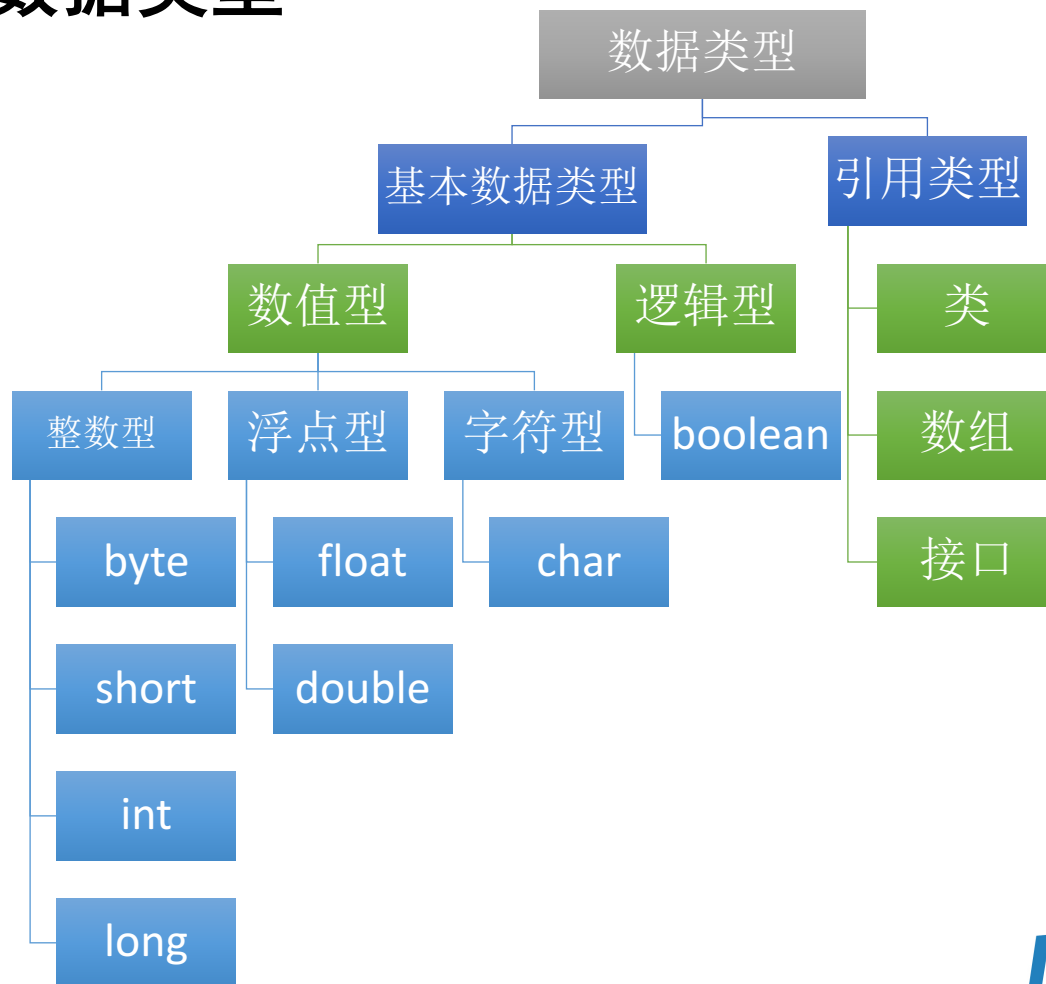 数据类型
数据类型
基本数据类型
引用类型
数值型
逻辑型
类
整数型
浮点型
字符型
boolean
数组
byte
float
char
接口
short
double
int
long